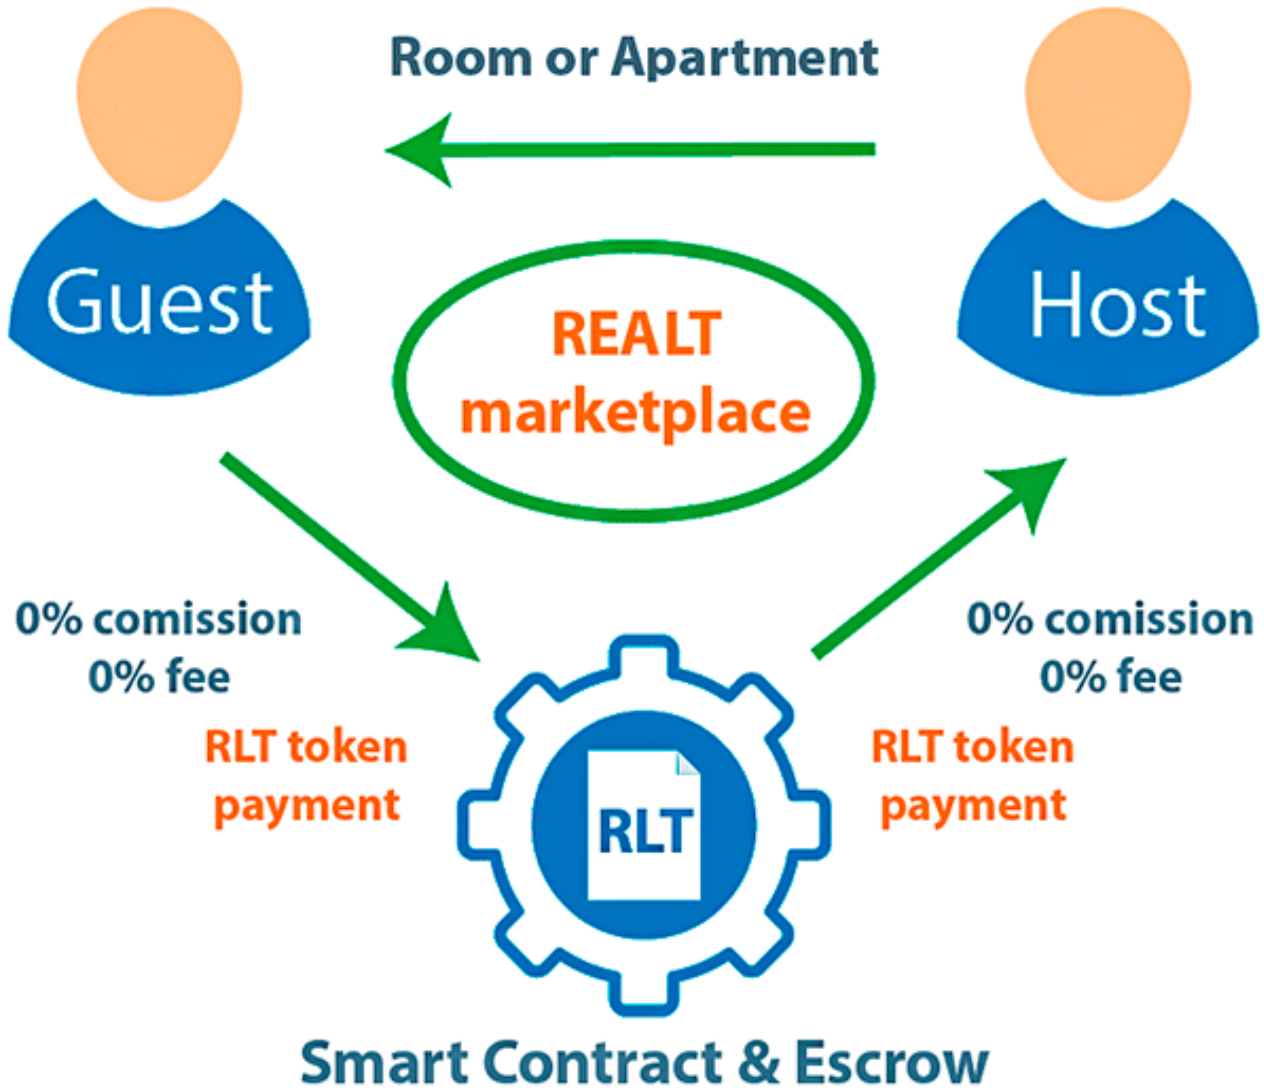 Room or Apartment
Guest
Host
REALT
marketplace
0% comission
0% fee
RLT token
payment
0% comission
0% fee
RLT token
payment
RLT
Smart Contract & Escrow